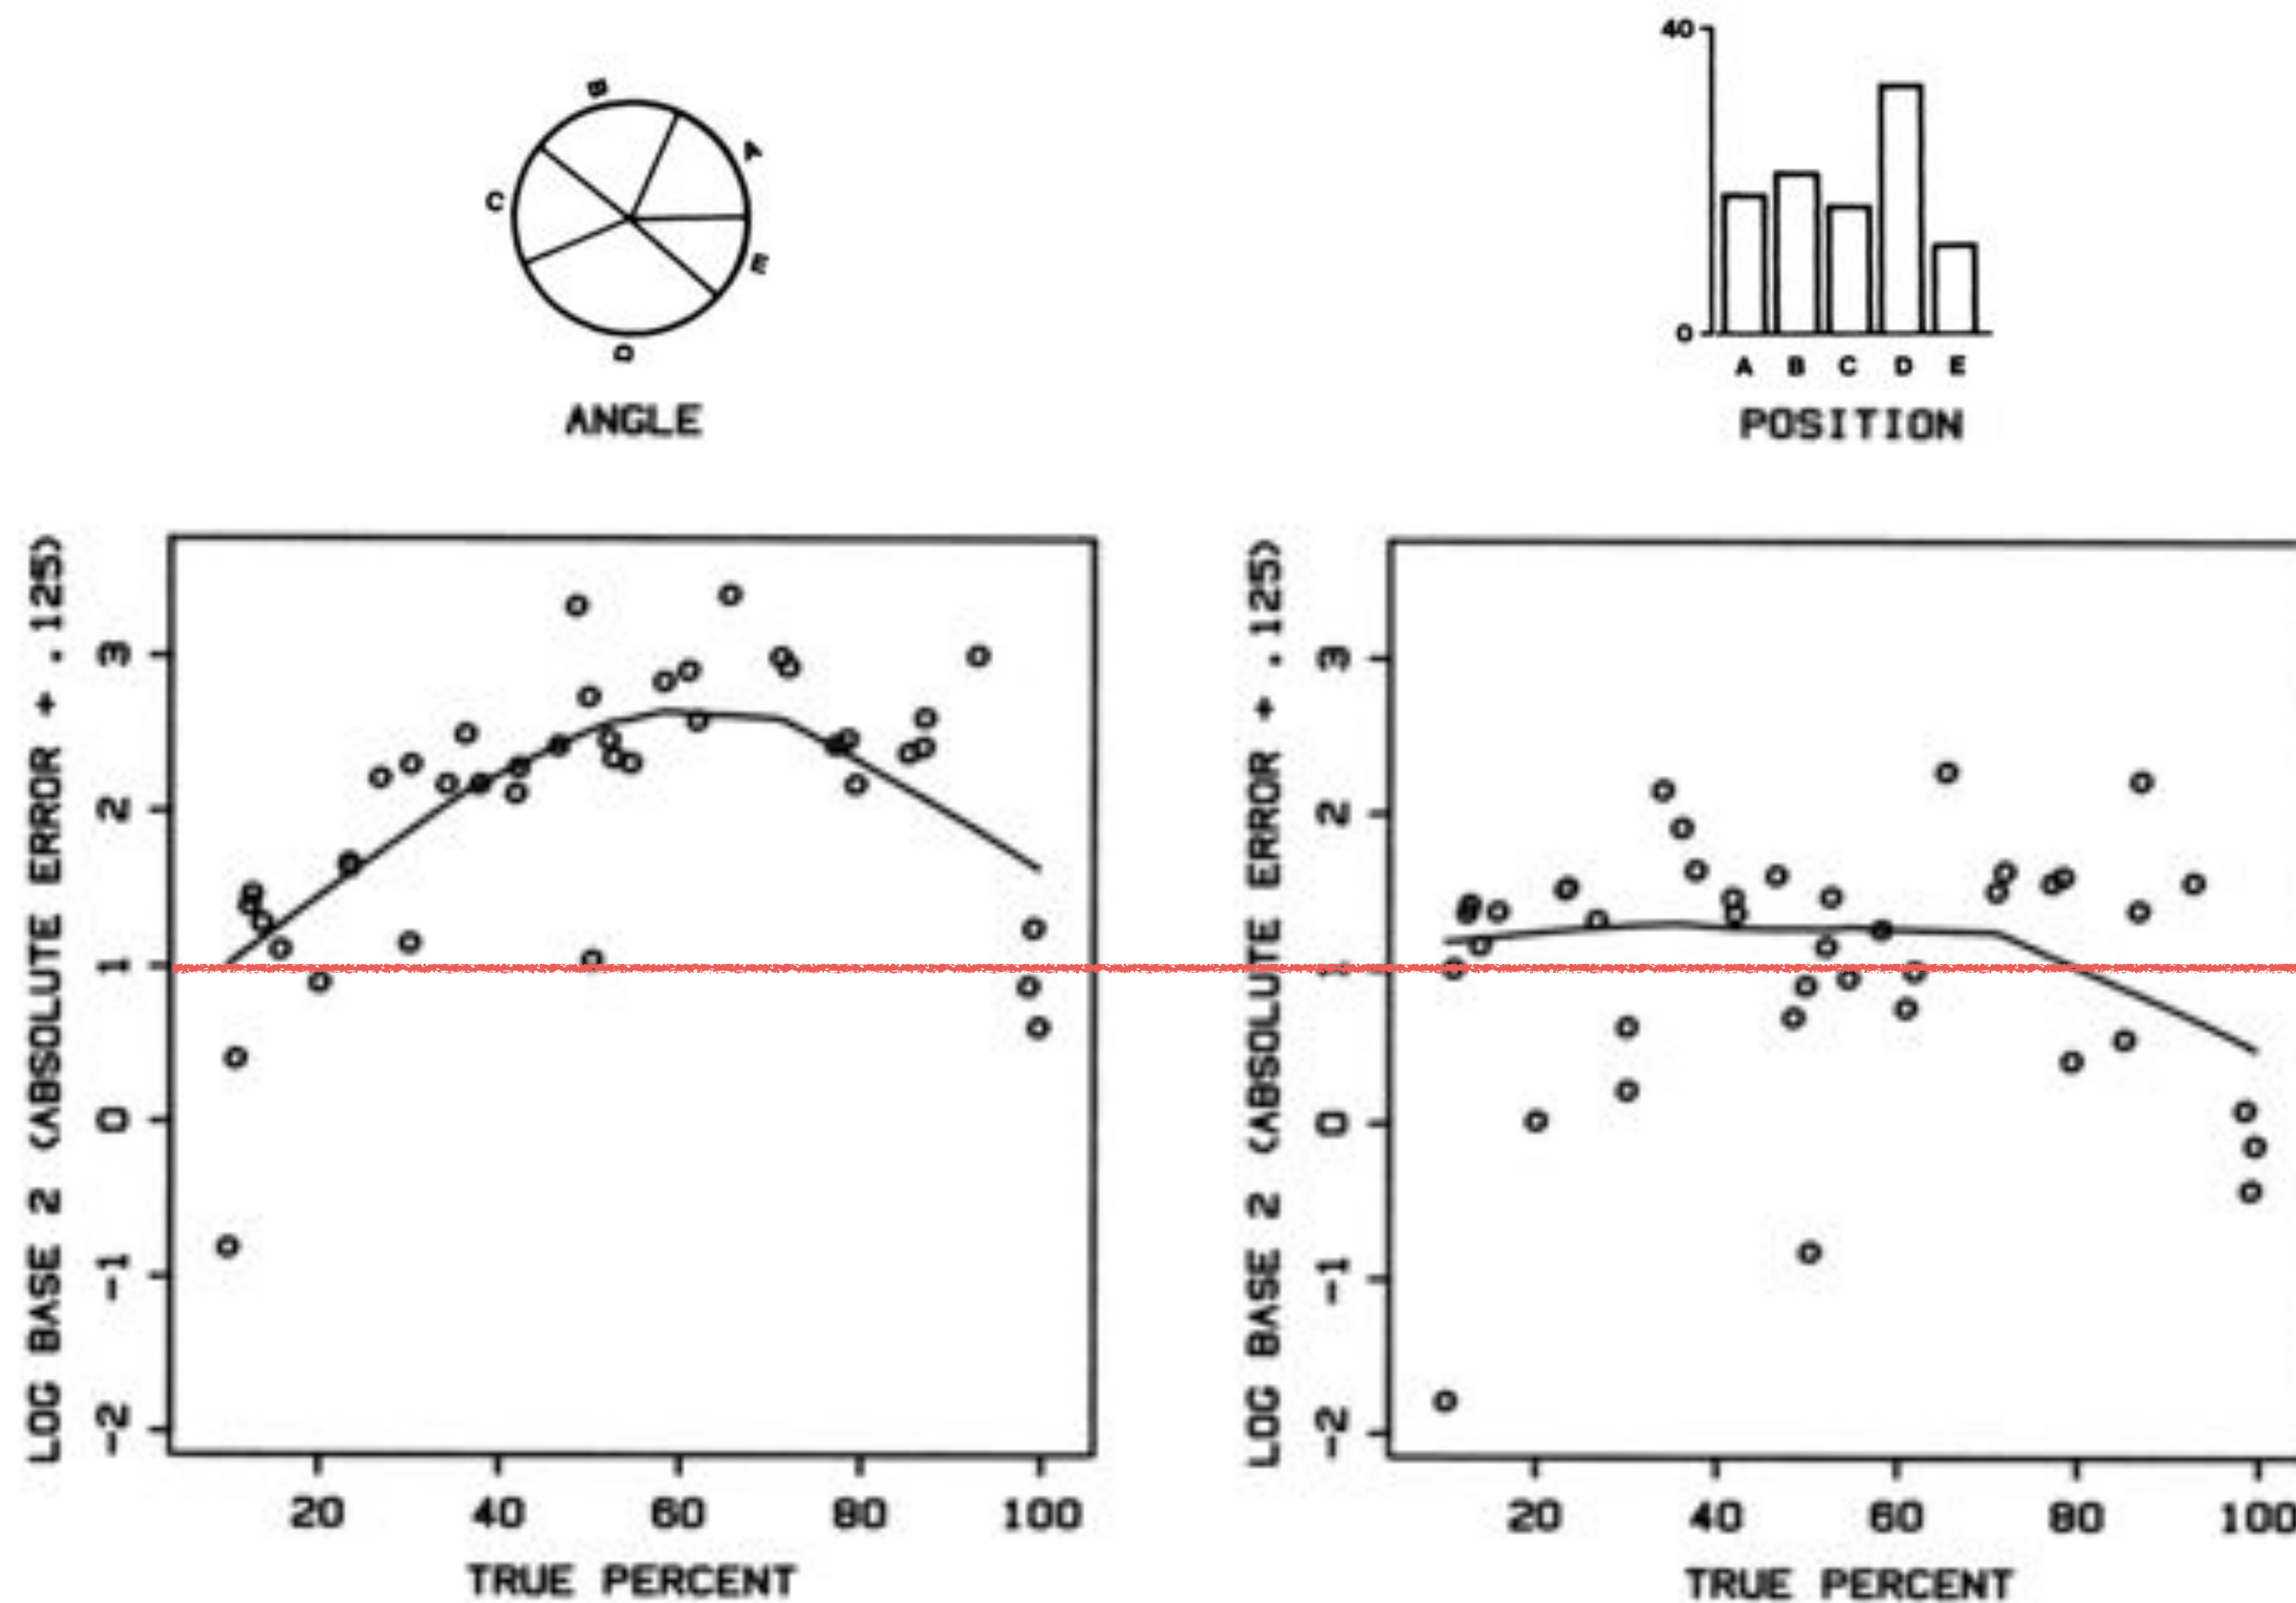 B
A
C
E
D
ANGLE
40
0
A B C D E
POSITION
LOG BASE 2 (ABSOLUTE ERROR + .125)
3
2
1
0
-1
-2
20 40 60 80 100
TRUE PERCENT
LOG BASE 2 (ABSOLUTE ERROR + .125)
3
2
0
-1
-2
20 40 60 80 100
TRUE PERCENT